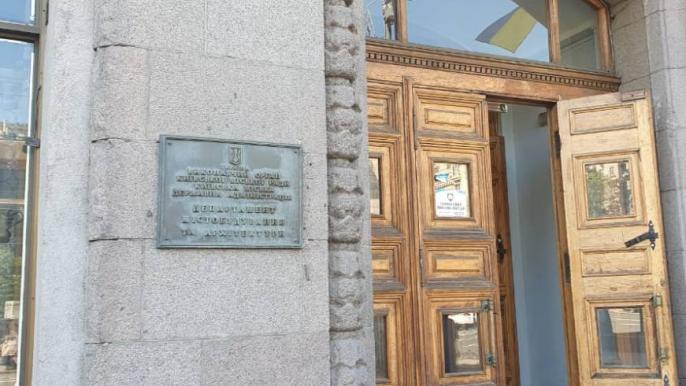 ВИКОНАВЧИЙ ОРГАН
КИЇВСЬКОЇ МІСЬКОЇ РАДИ
КИЇВСЬКА МІСЬКА
ДЕРЖАВНА АДМІНІСТРАЦІЯ
ДЕПАРТАМЕНТ
МІСТОБУДУВАННЯ
ТА АРХІТЕКТУРИ